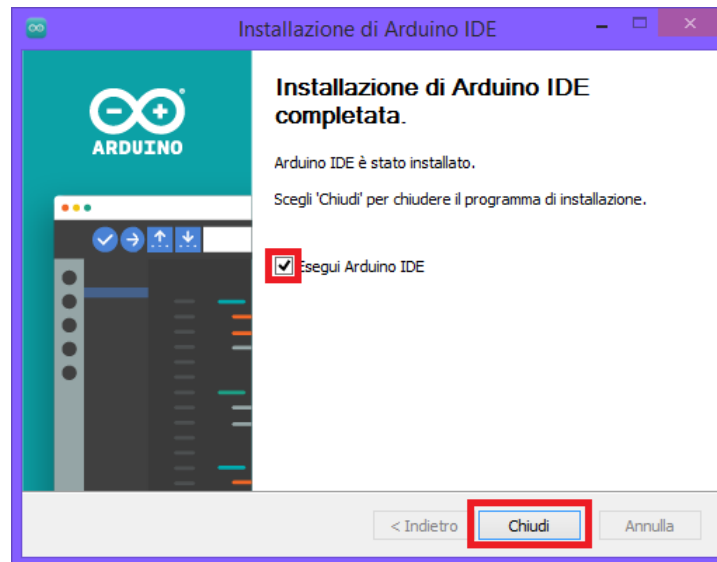 Installazione di Arduino IDE
ARDUINO
Installazione di Arduino IDE
completata.
Arduino IDE è stato installato.
Scegli 'Chiudi' per chiudere il programma di installazione.
Esegui Arduino IDE
< Indietro
Chiudi
Annulla